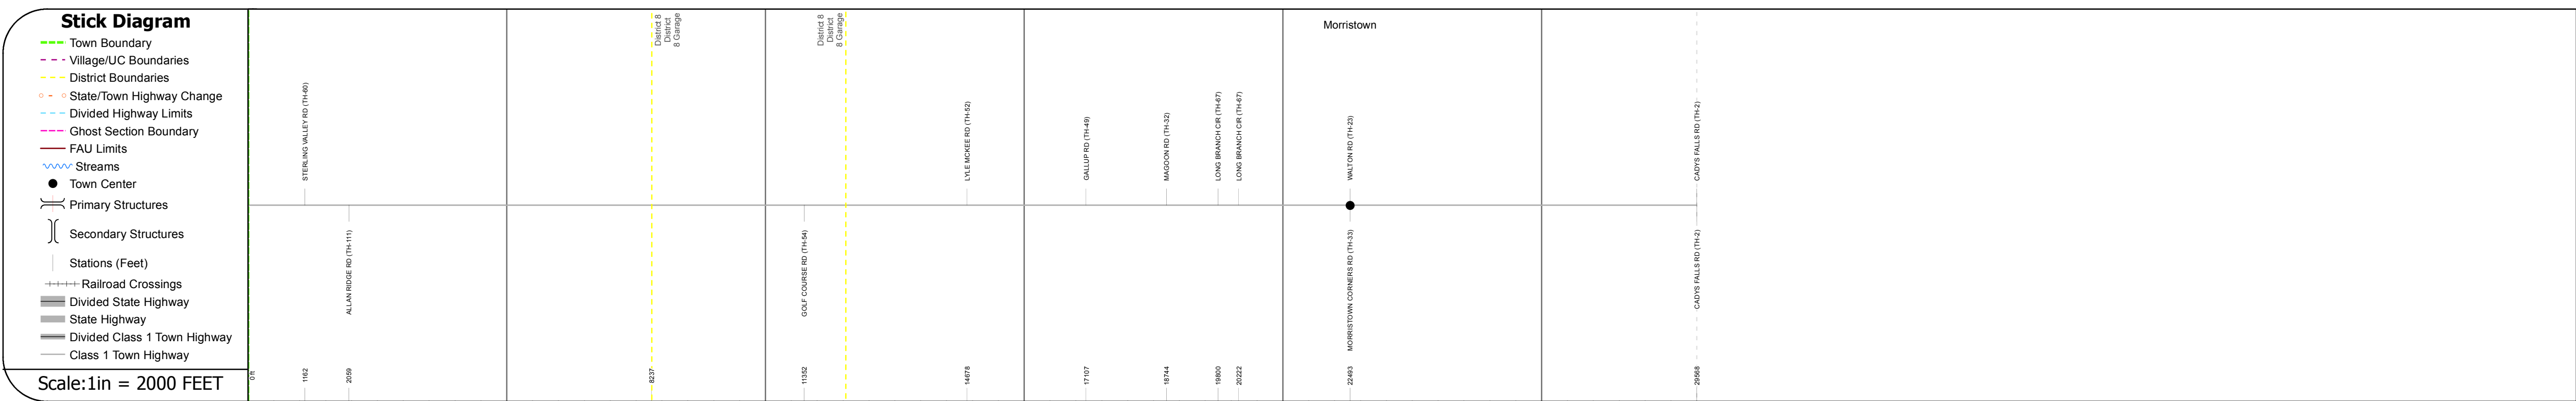 Stick Diagram
Town Boundary
Village/UC Boundaries
District Boundaries
State/Town Highway Change
Divided Highway Limits
Ghost Section Boundary
FAU Limits
Streams
Town Center
Primary Structures
Secondary Structures
Stations (Feet)
Railroad Crossings
Divided State Highway
State Highway
Divided Class 1 Town Highway
Class 1 Town Highway
Scale:1in = 2000 FEET
District 8
District
8 Garage
District 8
District
8 Garage
Morristown
STERLING VALLEY RD (TH-60)
LYLE MCKEE RD (TH-52)
GALLUP RD (TH-49)
MAGOON RD (TH-32)
LONG BRANCH CIR (TH-67)
LONG BRANCH CIR (TH-67)
WALTON RD (TH-23)
CADYS FALLS RD (TH-2)
ALLAN RIDGE RD (TH-111)
GOLF COURSE RD (TH-54)
MORRISTOWN CORNERS RD (TH-33)
CADYS FALLS RD (TH-2)
0 ft
1162
2059
8237
11352
14678
17107
18744
19800
20222
22493
29568